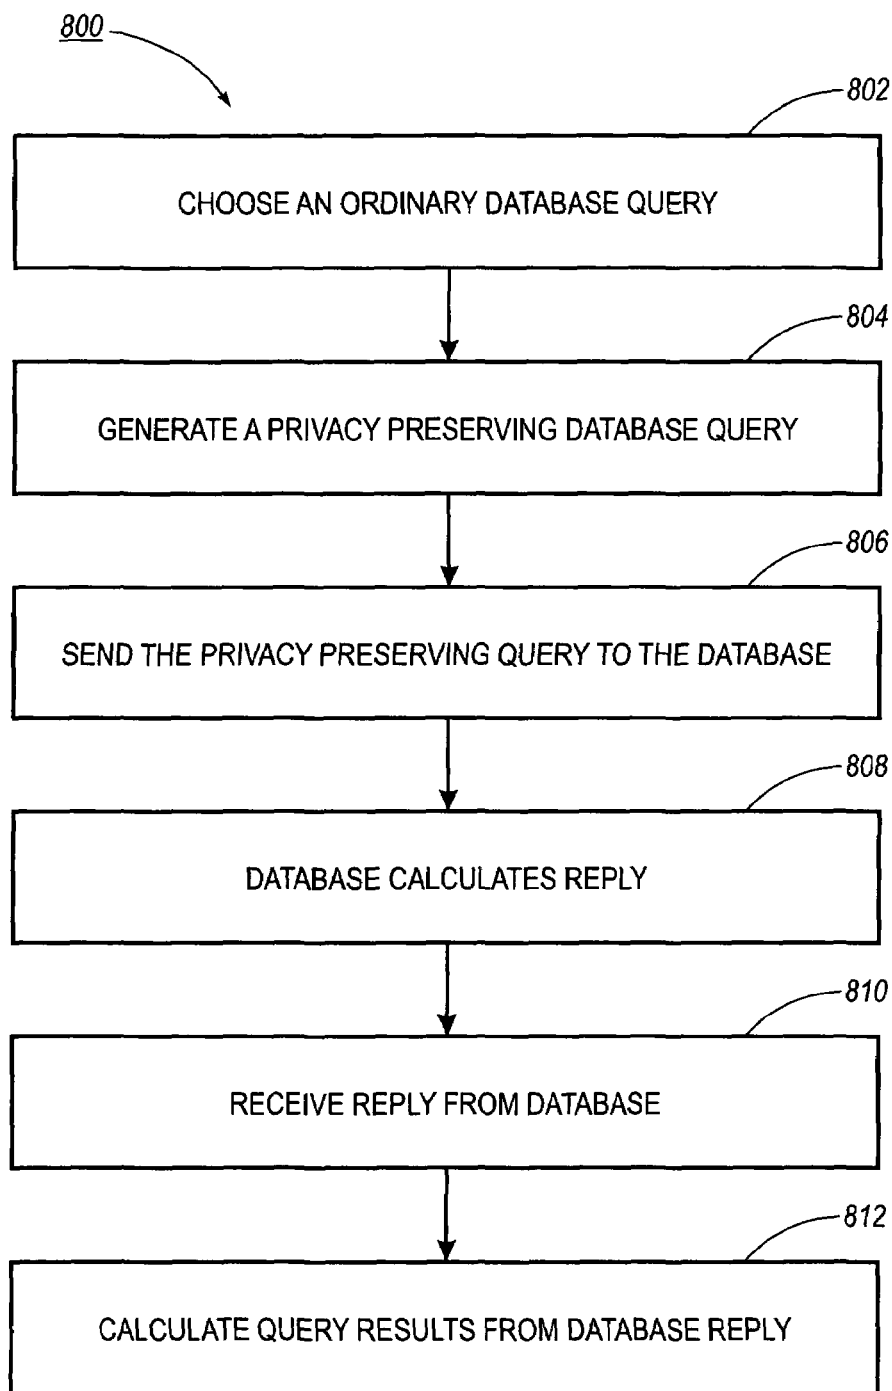 800
802
CHOOSE AN ORDINARY DATABASE QUERY
804
GENERATE A PRIVACY PRESERVING DATABASE QUERY
806
SEND THE PRIVACY PRESERVING QUERY TO THE DATABASE
808
DATABASE CALCULATES REPLY
810
RECEIVE REPLY FROM DATABASE
812
CALCULATE QUERY RESULTS FROM DATABASE REPLY